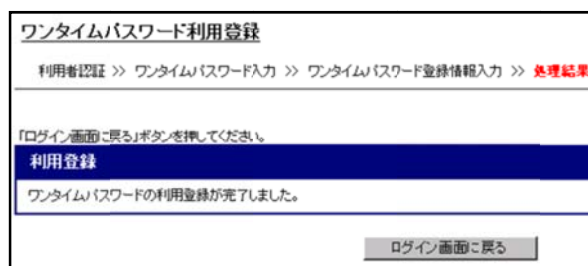 ワンタイムパスワード利用登録
利用者認証 >> ワンタイムパスワード入力 >> ワンタイムパスワード登録情報入力 >> 処理結果
「ログイン画面に戻る」ボタンを押してください。
利用登録
ワンタイムパスワードの利用登録が完了しました。
ログイン画面に戻る